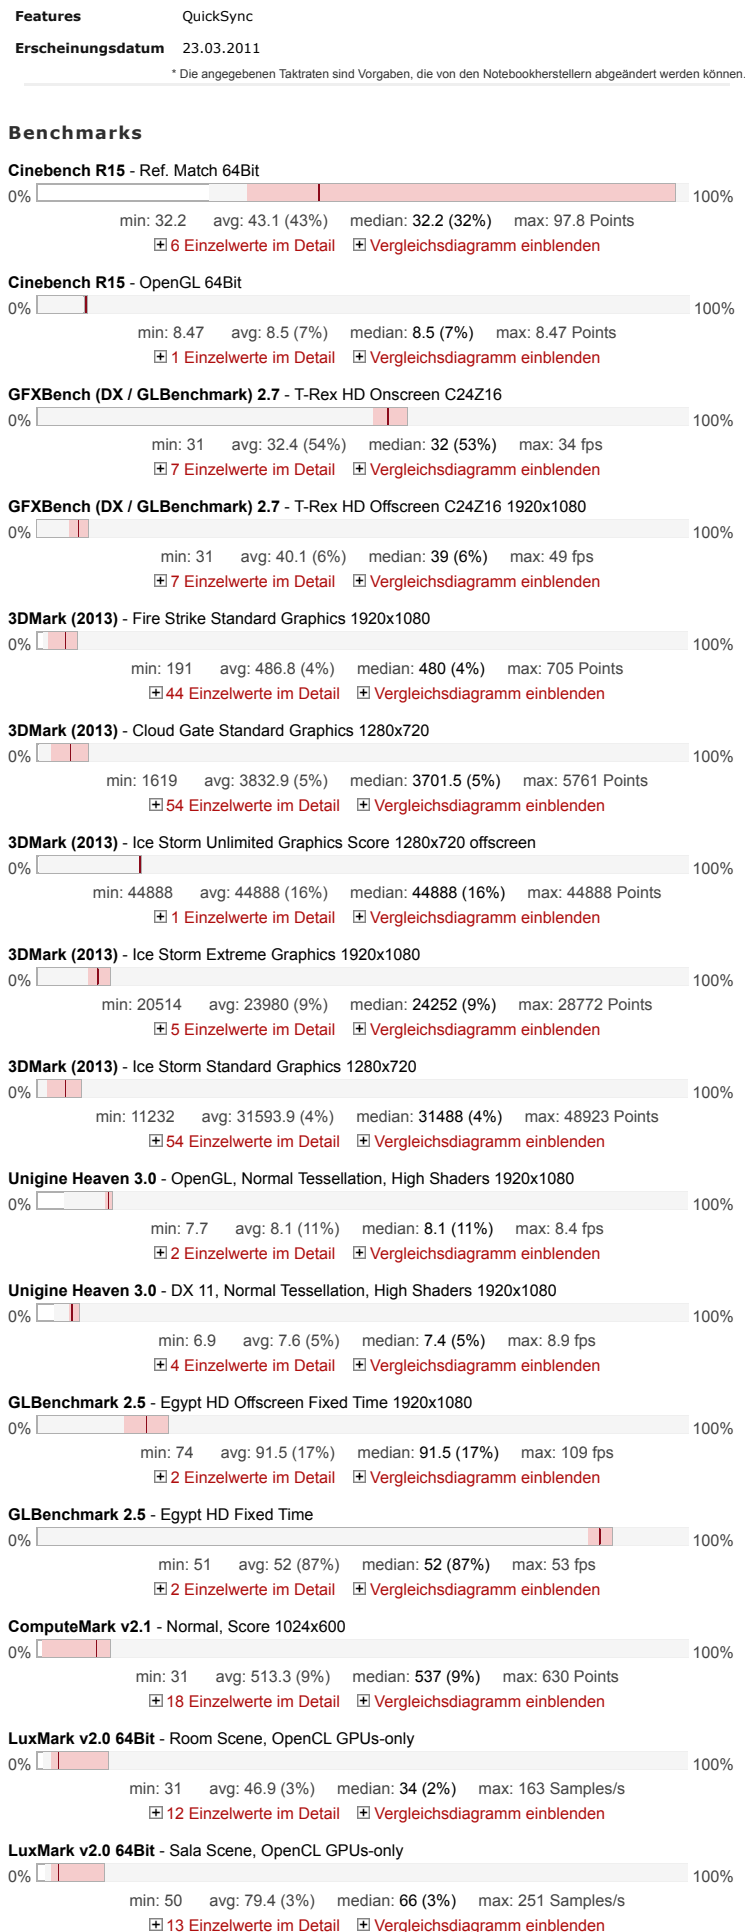 Features QuickSync
Erscheinungsdatum 23.03.2011
* Die angegebenen Taktraten sind Vorgaben, die von den Notebookherstellern abgeändert werden können.
Benchmarks
Cinebench R15 - Ref. Match 64Bit
0% 100%
min: 32.2 avg: 43.1 (43%) median: 32.2 (32%) max: 97.8 Points
6 Einzelwerte im Detail Vergleichsdiagramm einblenden
Cinebench R15 - OpenGL 64Bit
0% 100%
min: 8.47 avg: 8.5 (7%) median: 8.5 (7%) max: 8.47 Points
1 Einzelwerte im Detail Vergleichsdiagramm einblenden
GFXBench (DX / GLBenchmark) 2.7 - T-Rex HD Onscreen C24Z16
0% 100%
min: 31 avg: 32.4 (54%) median: 32 (53%) max: 34 fps
7 Einzelwerte im Detail Vergleichsdiagramm einblenden
GFXBench (DX / GLBenchmark) 2.7 - T-Rex HD Offscreen C24Z16 1920x1080
0% 100%
min: 31 avg: 40.1 (6%) median: 39 (6%) max: 49 fps
7 Einzelwerte im Detail Vergleichsdiagramm einblenden
3DMark (2013) - Fire Strike Standard Graphics 1920x1080
0% 100%
min: 191 avg: 486.8 (4%) median: 480 (4%) max: 705 Points
44 Einzelwerte im Detail Vergleichsdiagramm einblenden
3DMark (2013) - Cloud Gate Standard Graphics 1280x720
0% 100%
min: 1619 avg: 3832.9 (5%) median: 3701.5 (5%) max: 5761 Points
54 Einzelwerte im Detail Vergleichsdiagramm einblenden
3DMark (2013) - Ice Storm Unlimited Graphics Score 1280x720 offscreen
0% 100%
min: 44888 avg: 44888 (16%) median: 44888 (16%) max: 44888 Points
1 Einzelwerte im Detail Vergleichsdiagramm einblenden
3DMark (2013) - Ice Storm Extreme Graphics 1920x1080
0% 100%
min: 20514 avg: 23980 (9%) median: 24252 (9%) max: 28772 Points
5 Einzelwerte im Detail Vergleichsdiagramm einblenden
3DMark (2013) - Ice Storm Standard Graphics 1280x720
0% 100%
min: 11232 avg: 31593.9 (4%) median: 31488 (4%) max: 48923 Points
54 Einzelwerte im Detail Vergleichsdiagramm einblenden
Unigine Heaven 3.0 - OpenGL, Normal Tessellation, High Shaders 1920x1080
0% 100%
min: 7.7 avg: 8.1 (11%) median: 8.1 (11%) max: 8.4 fps
2 Einzelwerte im Detail Vergleichsdiagramm einblenden
Unigine Heaven 3.0 - DX 11, Normal Tessellation, High Shaders 1920x1080
0% 100%
min: 6.9 avg: 7.6 (5%) median: 7.4 (5%) max: 8.9 fps
4 Einzelwerte im Detail Vergleichsdiagramm einblenden
GLBenchmark 2.5 - Egypt HD Offscreen Fixed Time 1920x1080
0% 100%
min: 74 avg: 91.5 (17%) median: 91.5 (17%) max: 109 fps
2 Einzelwerte im Detail Vergleichsdiagramm einblenden
GLBenchmark 2.5 - Egypt HD Fixed Time
0% 100%
min: 51 avg: 52 (87%) median: 52 (87%) max: 53 fps
2 Einzelwerte im Detail Vergleichsdiagramm einblenden
ComputeMark v2.1 - Normal, Score 1024x600
0% 100%
min: 31 avg: 513.3 (9%) median: 537 (9%) max: 630 Points
18 Einzelwerte im Detail Vergleichsdiagramm einblenden
LuxMark v2.0 64Bit - Room Scene, OpenCL GPUs-only
0% 100%
min: 31 avg: 46.9 (3%) median: 34 (2%) max: 163 Samples/s
12 Einzelwerte im Detail Vergleichsdiagramm einblenden
LuxMark v2.0 64Bit - Sala Scene, OpenCL GPUs-only
0% 100%
min: 50 avg: 79.4 (3%) median: 66 (3%) max: 251 Samples/s
13 Einzelwerte im Detail Vergleichsdiagramm einblenden